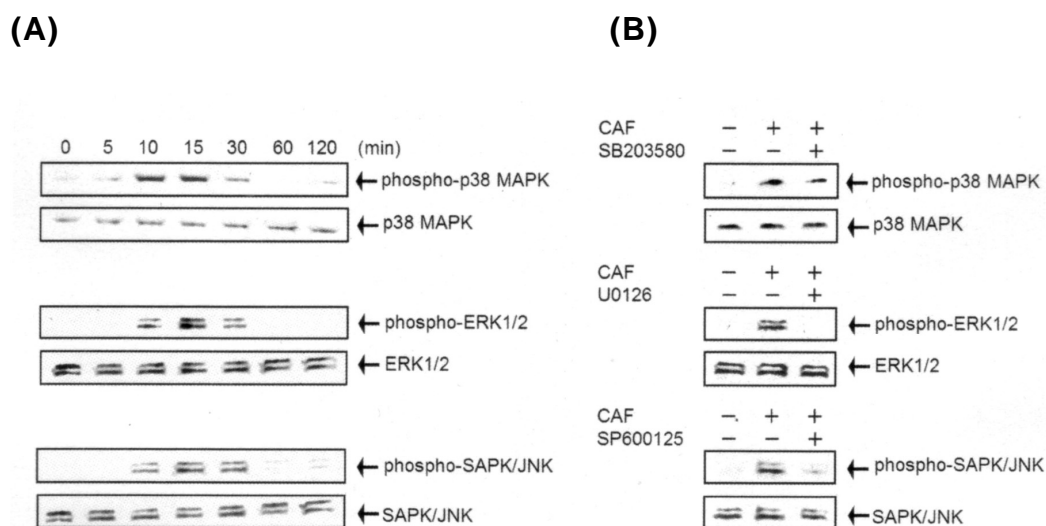 (A)
0 5 10 15 30 60 120 (min)
phospho-p38 MAPK
p38 MAPK
phospho-ERK1/2
ERK1/2
phospho-SAPK/JNK
SAPK/JNK
(B)
CAF − + +
SB203580 − − +
phospho-p38 MAPK
p38 MAPK
CAF − + +
U0126 − − +
phospho-ERK1/2
ERK1/2
CAF − + +
SP600125 − − +
phospho-SAPK/JNK
SAPK/JNK